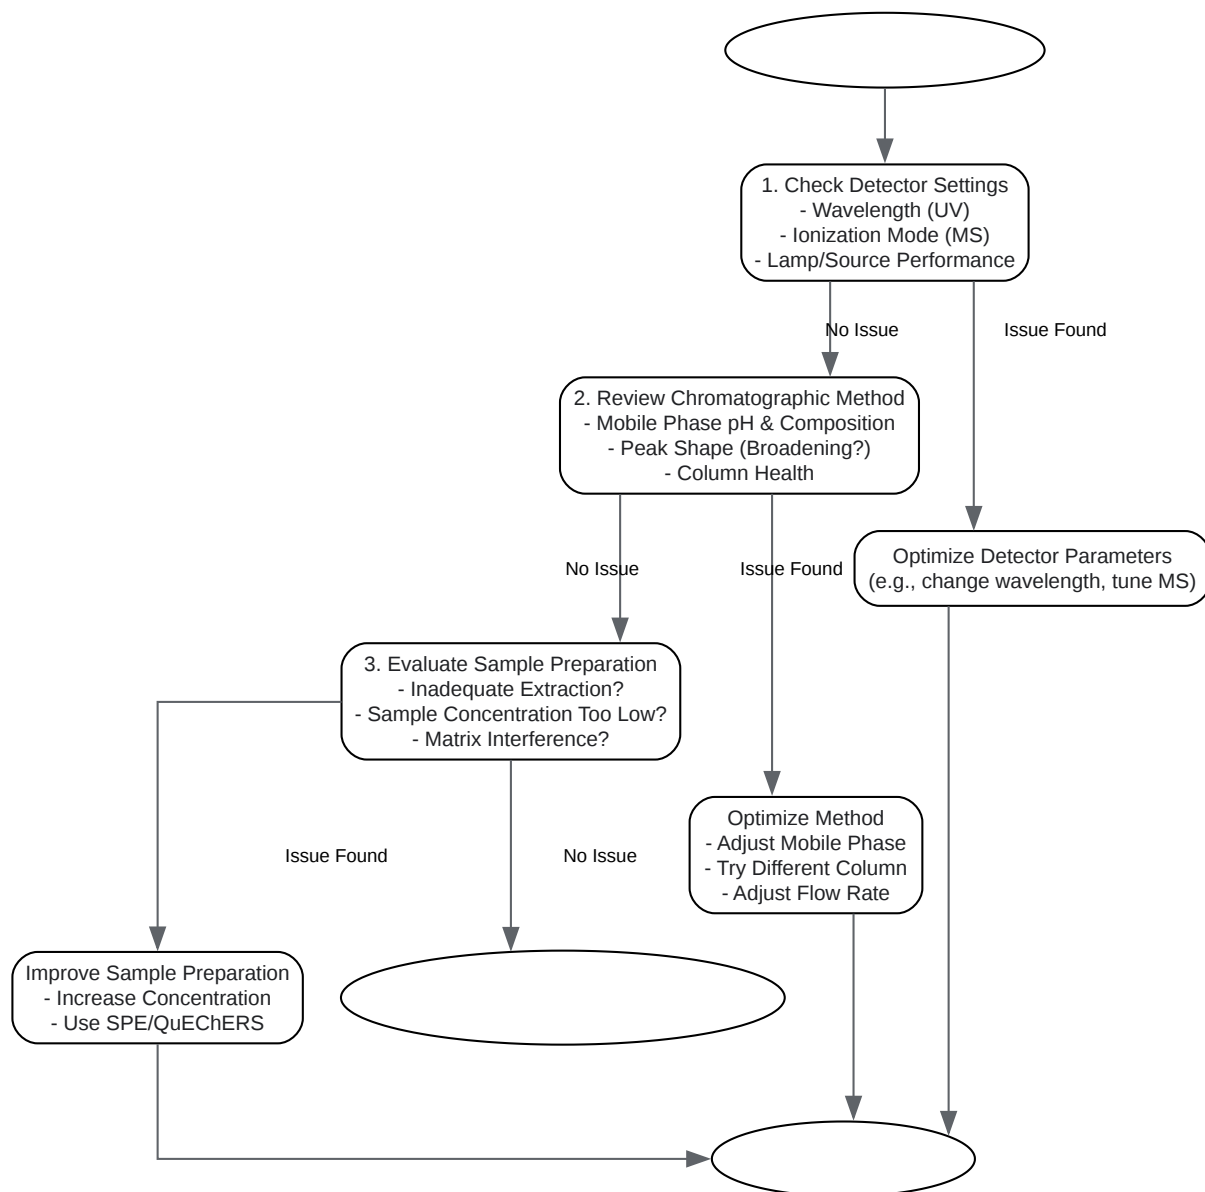 1. Check Detector Settings
- Wavelength (UV)
- Ionization Mode (MS)
- Lamp/Source Performance
No Issue
Issue Found
2. Review Chromatographic Method
- Mobile Phase pH & Composition
- Peak Shape (Broadening?)
- Column Health
No Issue
Issue Found
Optimize Detector Parameters
(e.g., change wavelength, tune MS)
3. Evaluate Sample Preparation
- Inadequate Extraction?
- Sample Concentration Too Low?
- Matrix Interference?
Optimize Method
- Adjust Mobile Phase
- Try Different Column
- Adjust Flow Rate
Issue Found
No Issue
Improve Sample Preparation
- Increase Concentration
- Use SPE/QuEChERS